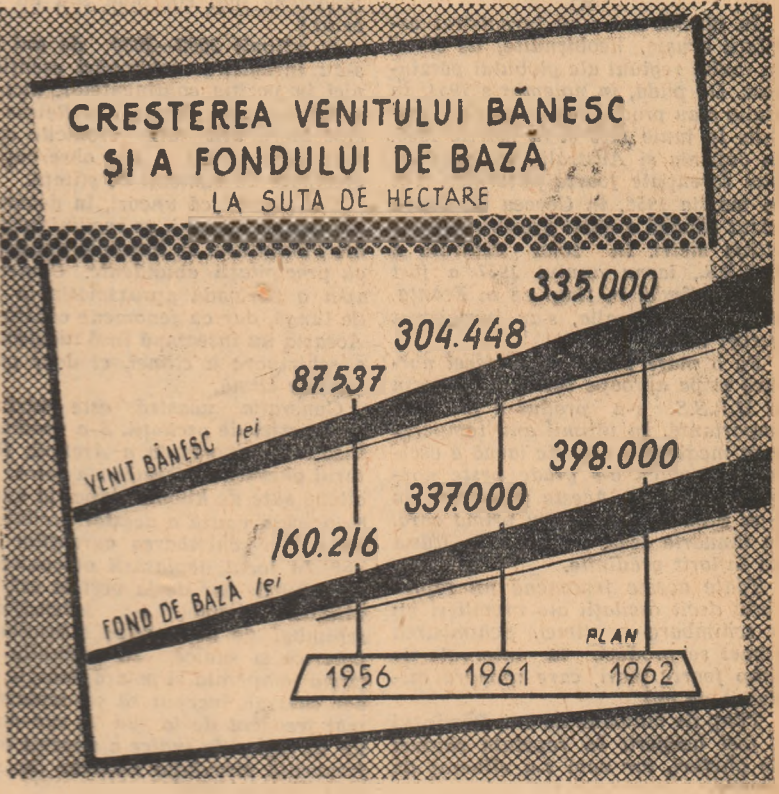 CRESTEREA VENITULUI BĂNESC
ȘI A FONDULUI DE BAZĂ
LA SUTA DE HECTARE
335.000
304.448
87.537
VENIT BĂNESC lei
398.000
337.000
160.216
FOND DE BAZĂ lei
PLAN
1956 1961 1962